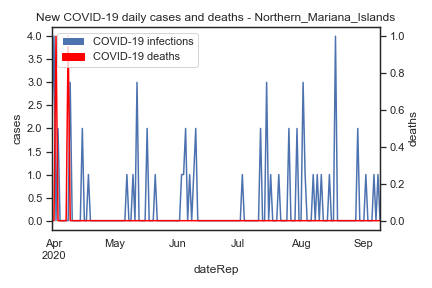 New COVID-19 daily cases and deaths - Northern_Mariana_Islands
COVID-19 infections
COVID-19 deaths
cases
4.0
3.5
3.0
2.5
2.0
1.5
1.0
0.5
0.0
deaths
1.0
0.8
0.6
0.4
0.2
0.0
Apr May Jun Jul Aug Sep
2020
dateRep